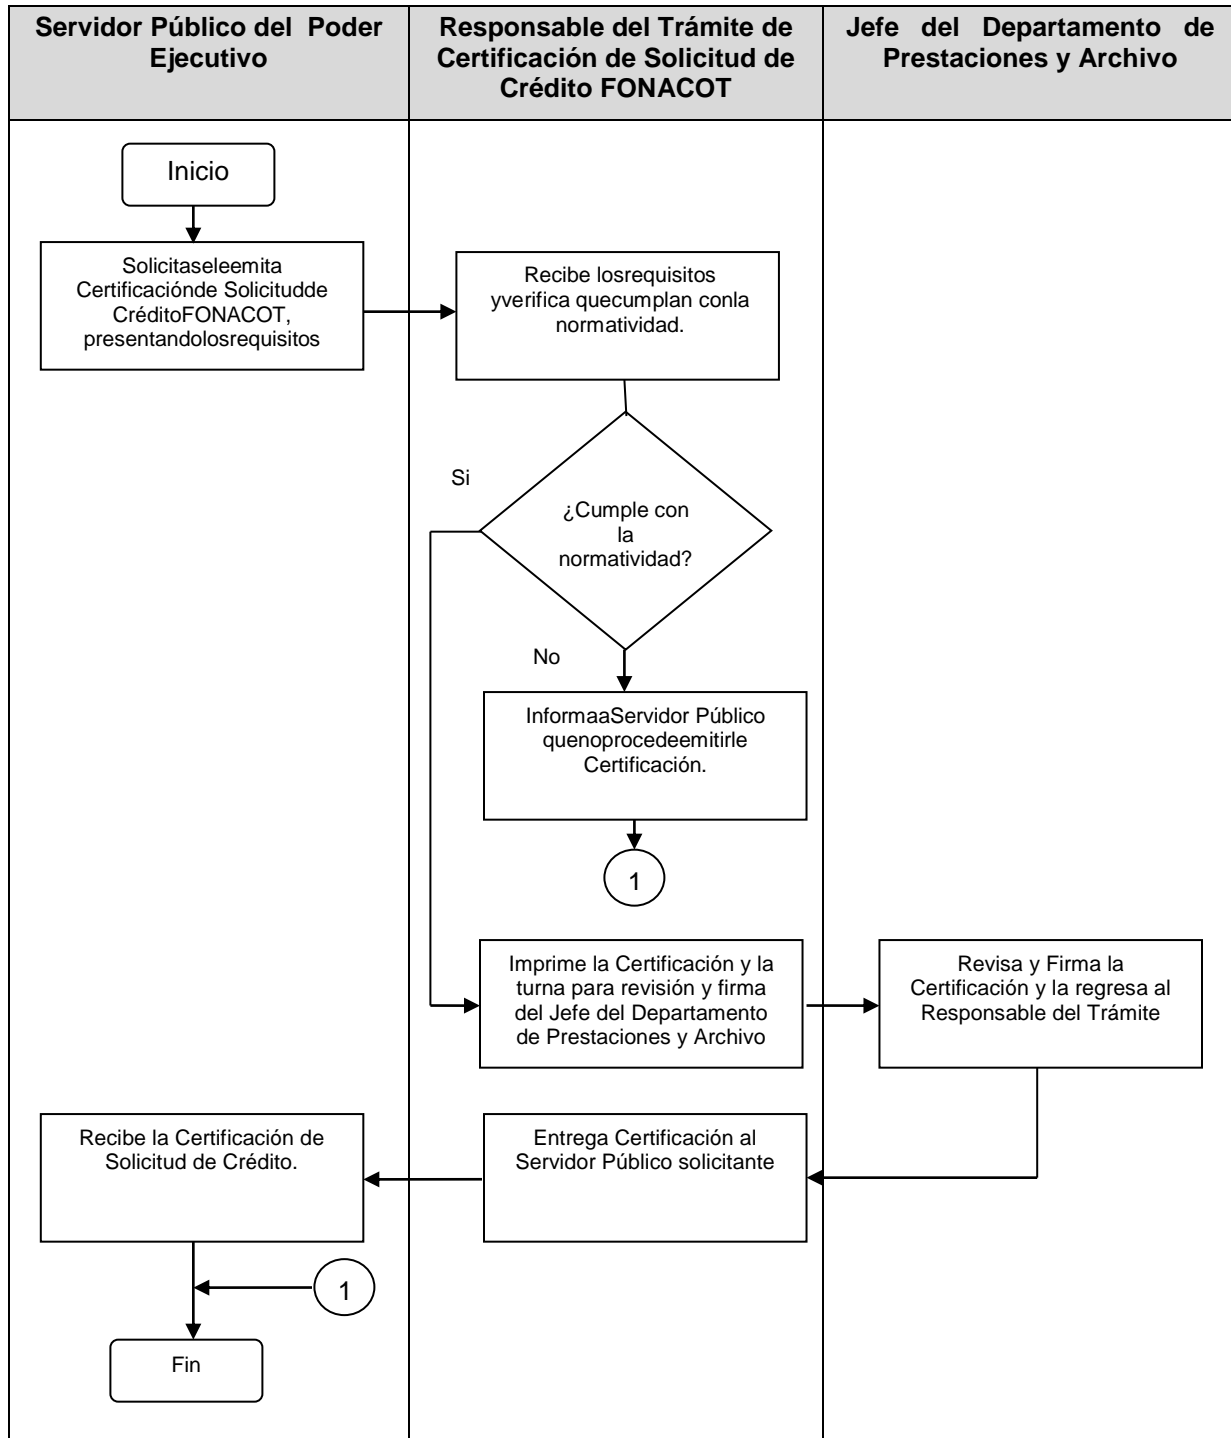 Servidor Público del Poder
Ejecutivo
Responsable del Trámite de
Certificación de Solicitud de
Crédito FONACOT
Jefe del Departamento de
Prestaciones y Archivo
Inicio
Solicitaseleemita
Certificaciónde Solicitudde
CréditoFONACOT,
presentandolosrequisitos
Recibe losrequisitos
yverifica quecumplan conla
normatividad.
Si
¿Cumple con
la
normatividad?
No
InformaaServidor Público
quenoprocedeemitirle
Certificación.
1
Imprime la Certificación y la
turna para revisión y firma
del Jefe del Departamento
de Prestaciones y Archivo
Revisa y Firma la
Certificación y la regresa al
Responsable del Trámite
Entrega Certificación al
Servidor Público solicitante
Recibe la Certificación de
Solicitud de Crédito.
1
Fin